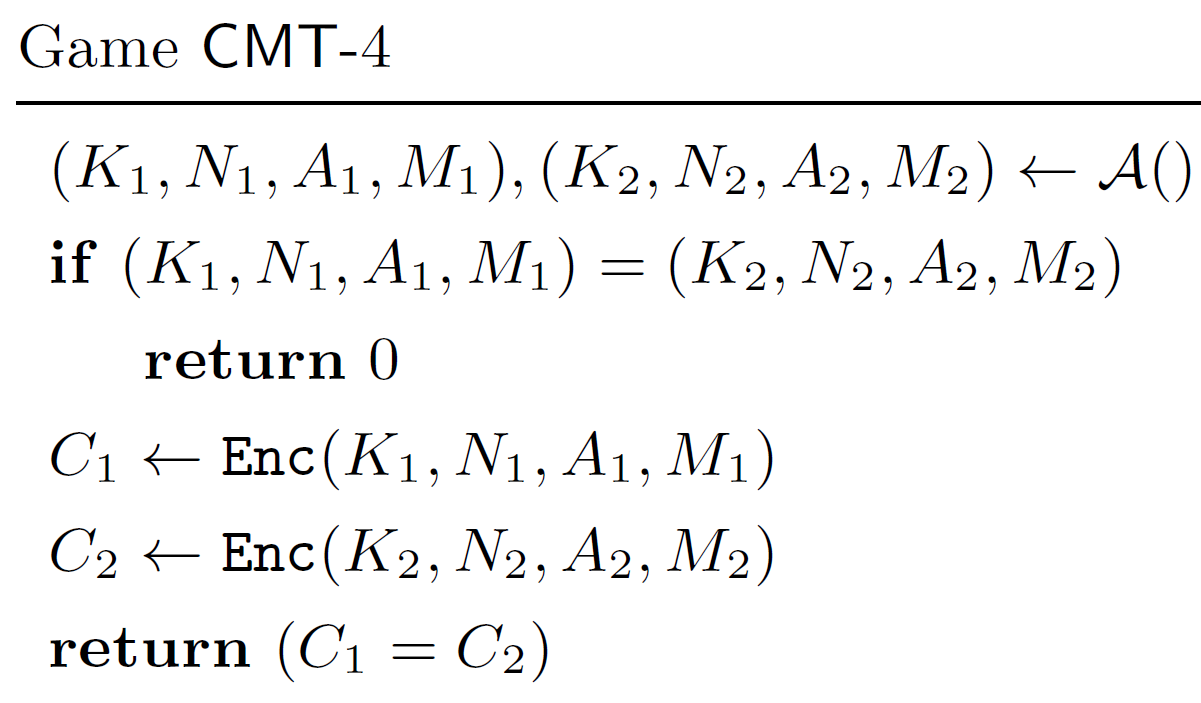 Game CMT-4
(K₁, N₁, A₁, M₁), (K₂, N₂, A₂, M₂) ← 𝒜()
if (K₁, N₁, A₁, M₁) = (K₂, N₂, A₂, M₂)
return 0
C₁ ← Enc(K₁, N₁, A₁, M₁)
C₂ ← Enc(K₂, N₂, A₂, M₂)
return (C₁ = C₂)